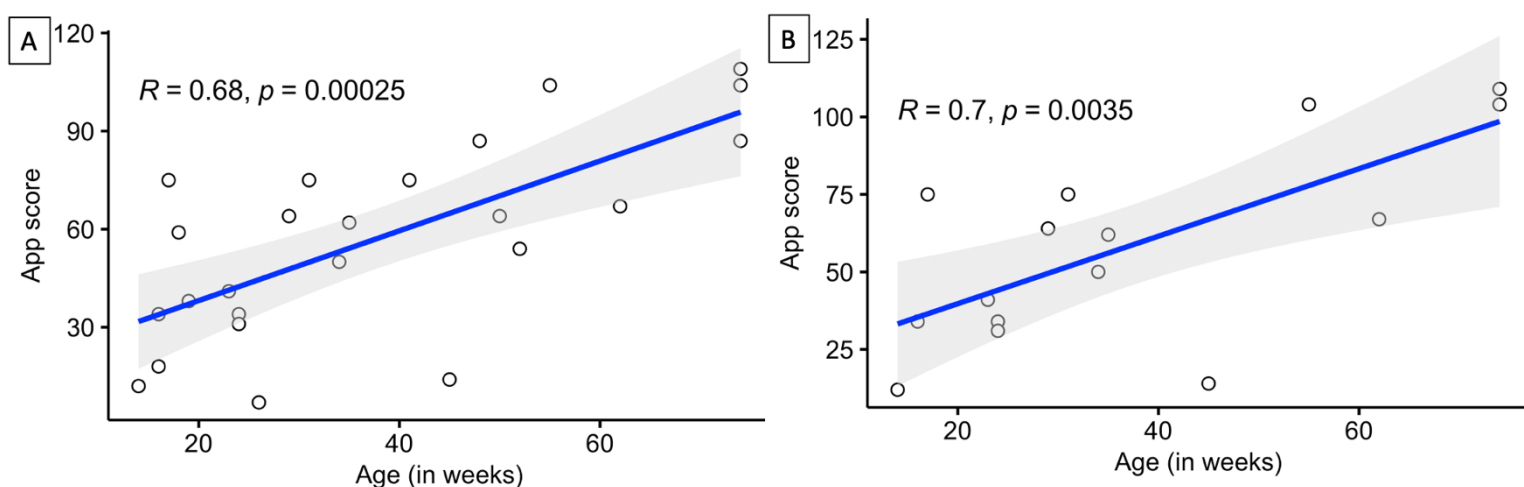 A
120
R = 0.68, p = 0.00025
90
60
30
App score
20 40 60
Age (in weeks)
B
125
R = 0.7, p = 0.0035
100
75
50
25
App score
20 40 60
Age (in weeks)